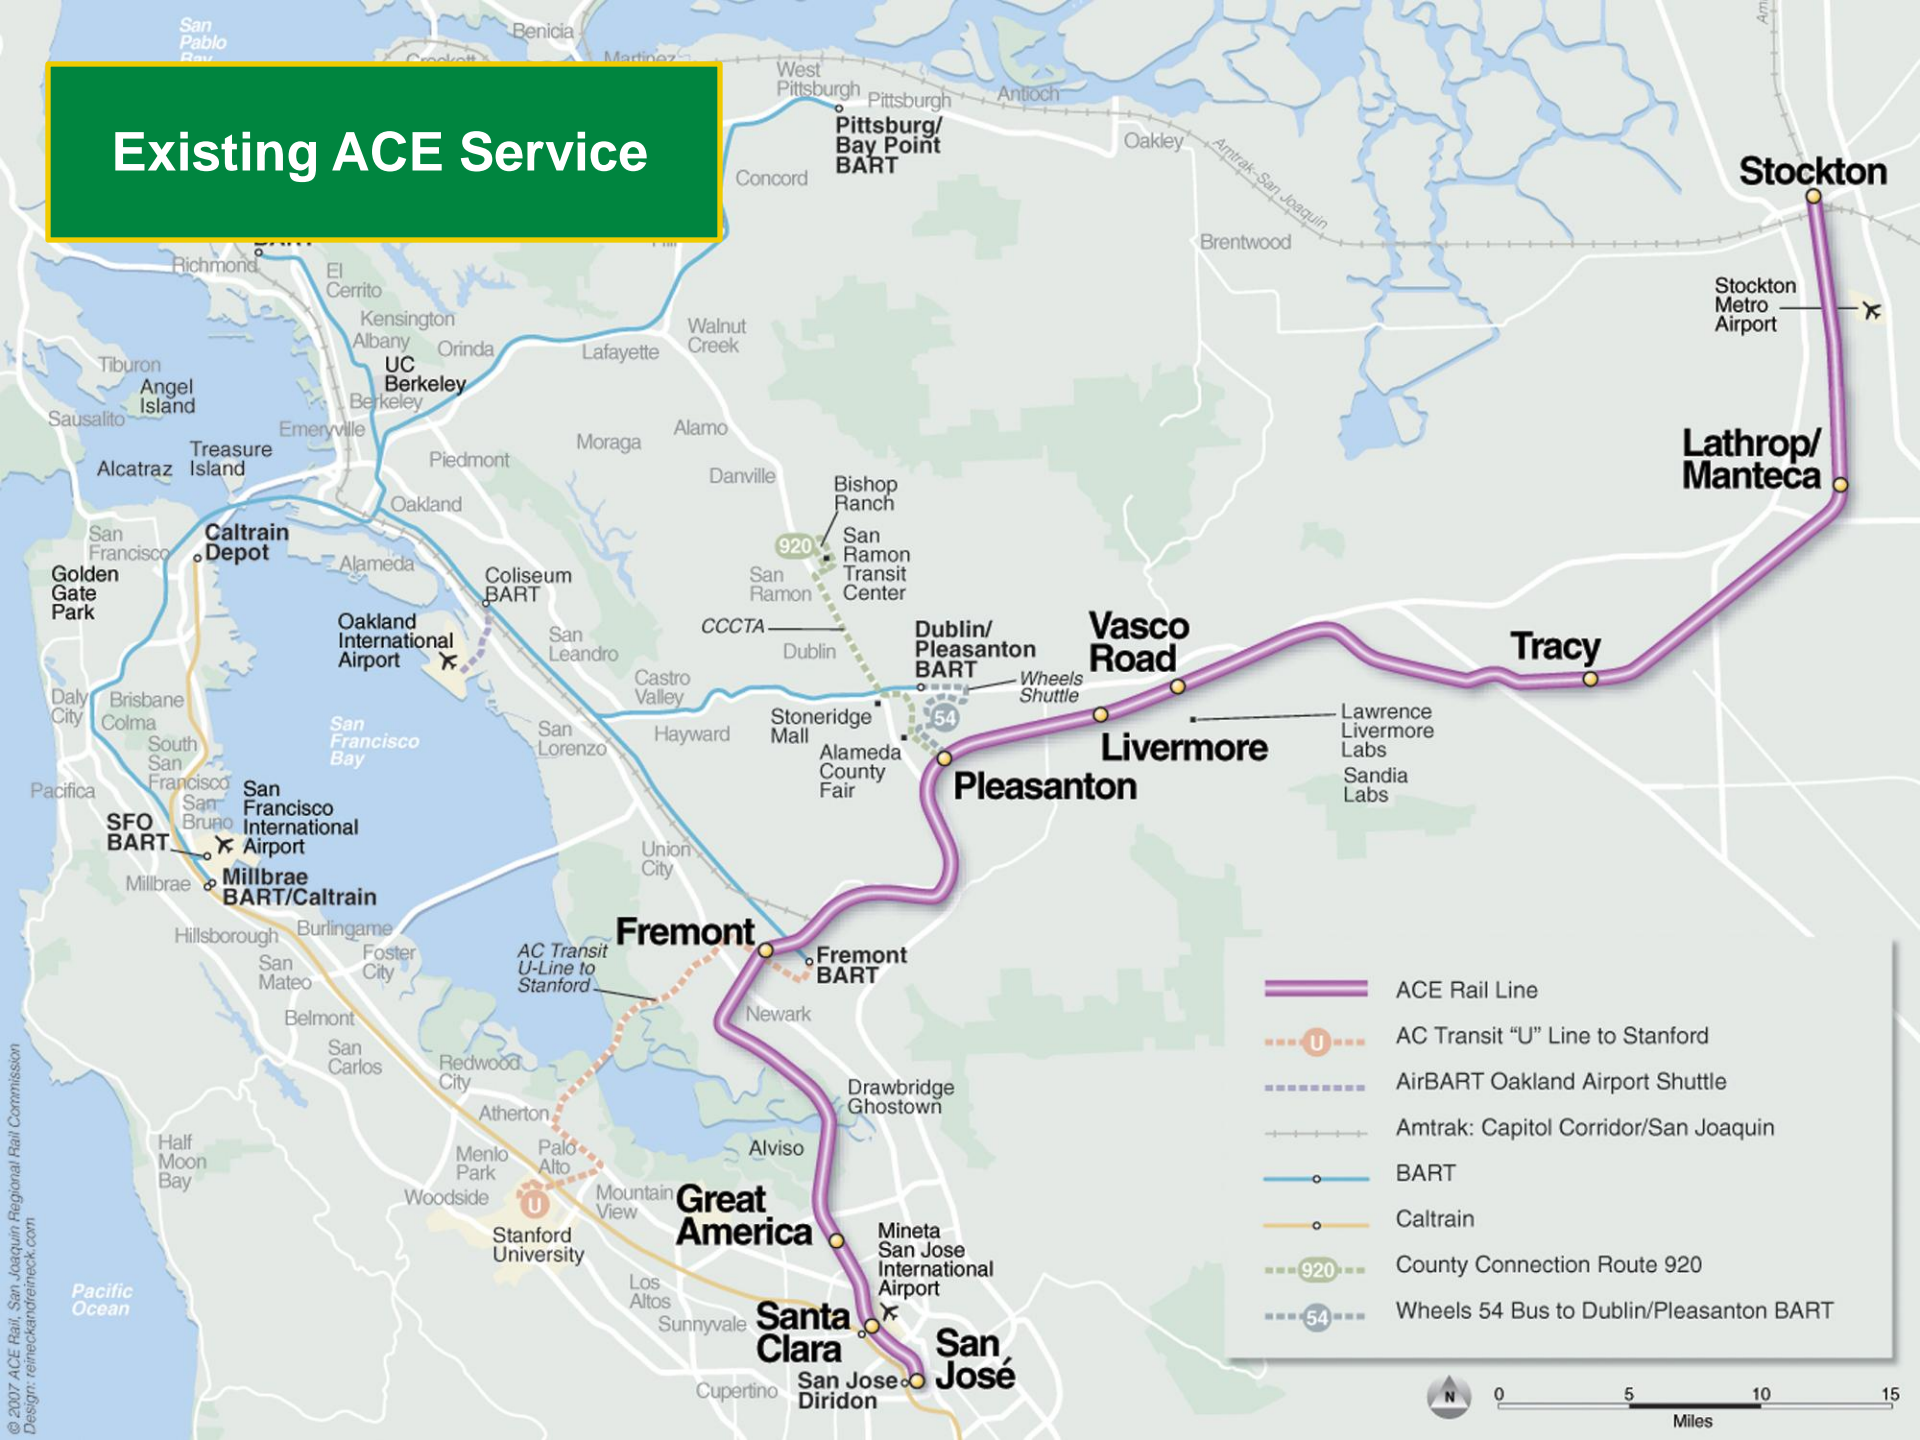 San
Pablo
Bay
Benicia
Crockett
Martinez
Existing ACE Service
West
Pittsburgh
Pittsburgh
Antioch
Pittsburg/
Bay Point
BART
Concord
Oakley
Amtrak-San Joaquin
Brentwood
Stockton
Stockton
Metro
Airport
BART
Richmond
El
Cerrito
Kensington
Albany
Orinda
Lafayette
Walnut
Creek
UC
Berkeley
Berkeley
Tiburon
Angel
Island
Sausalito
Emeryville
Treasure
Island
Alcatraz
Piedmont
Moraga
Alamo
Danville
Oakland
Lathrop/
Manteca
Bishop
Ranch
920
San
Ramon
Transit
Center
San
Ramon
CCCTA
Dublin
San
Francisco
Caltrain
Depot
Golden
Gate
Park
Alameda
Coliseum
BART
Oakland
International
Airport
San
Leandro
Castro
Valley
Dublin/
Pleasanton
BART
Wheels
Shuttle
54
Vasco
Road
Tracy
Livermore
Lawrence
Livermore
Labs
Sandia
Labs
Stoneridge
Mall
Alameda
County
Fair
Pleasanton
Daly
City
Brisbane
Colma
South
San
Francisco
San
Bruno
San
Francisco
Bay
San
Lorenzo
Hayward
Pacifica
San
Francisco
International
Airport
SFO
BART
Millbrae
Millbrae
BART/Caltrain
Union
City
Hillsborough
Burlingame
Foster
City
San
Mateo
Fremont
Fremont
BART
AC Transit
U-Line to
Stanford
Newark
Belmont
San
Carlos
Redwood
City
Atherton
Menlo
Park
Palo
Alto
Woodside
U
Stanford
University
Mountain
View
Drawbridge
Ghostown
Alviso
Half
Moon
Bay
Pacific
Ocean
Great
America
Mineta
San Jose
International
Airport
Los
Altos
Sunnyvale
Santa
Clara
San
José
San Jose
Diridon
Cupertino
ACE Rail Line
U
AC Transit “U” Line to Stanford
AirBART Oakland Airport Shuttle
Amtrak: Capitol Corridor/San Joaquin
BART
Caltrain
920
County Connection Route 920
54
Wheels 54 Bus to Dublin/Pleasanton BART
N
0 5 10 15
Miles
© 2007 ACE Rail, San Joaquin Regional Rail Commission
Design: reineckandreineck.com